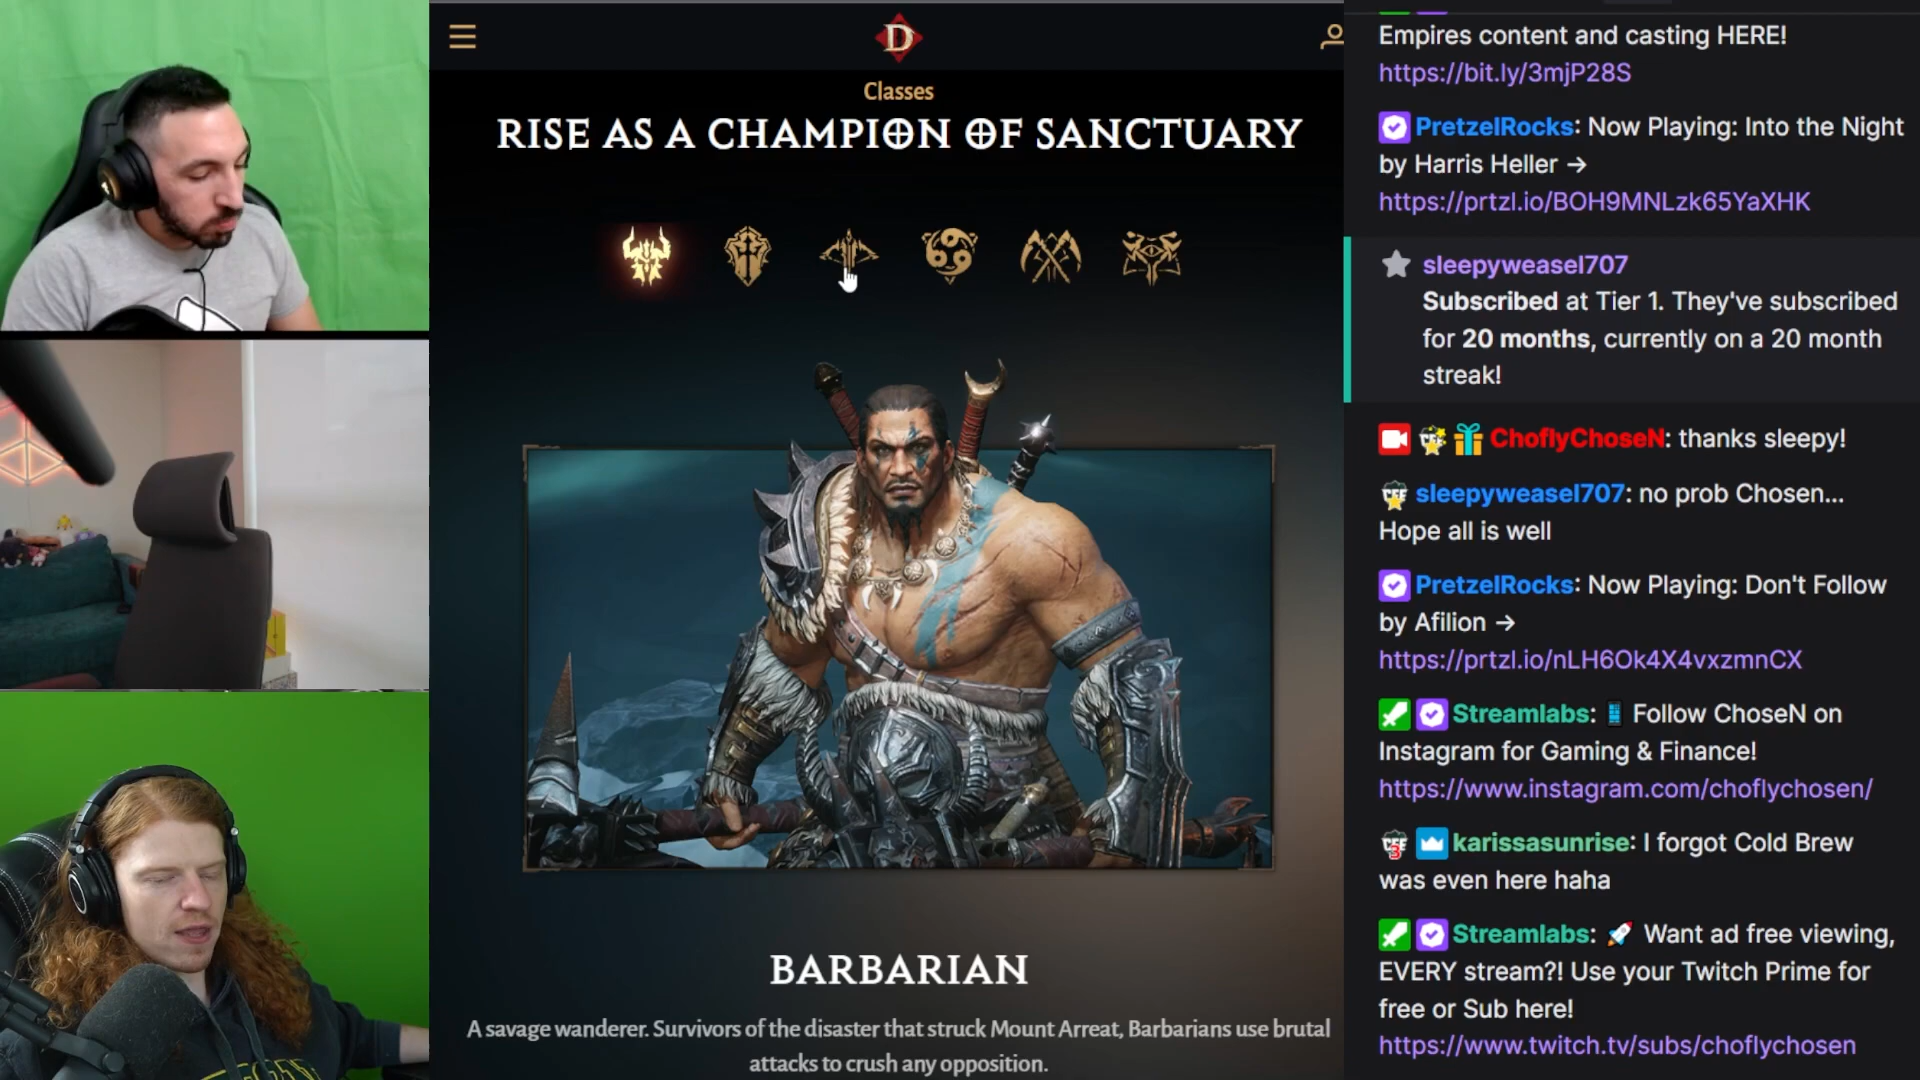 D
Classes
RISE AS A CHAMPION OF SANCTUARY
BARBARIAN
A savage wanderer. Survivors of the disaster that struck Mount Arreat, Barbarians use brutal
attacks to crush any opposition.
Empires content and casting HERE!
https://bit.ly/3mjP28S
PretzelRocks: Now Playing: Into the Night
by Harris Heller →
https://prtzl.io/BOH9MNLzk65YaXHK
sleepyweasel707
Subscribed at Tier 1. They've subscribed
for 20 months, currently on a 20 month
streak!
ChoflyChoseN: thanks sleepy!
sleepyweasel707: no prob Chosen...
Hope all is well
PretzelRocks: Now Playing: Don't Follow
by Afilion →
https://prtzl.io/nLH6Ok4X4vxzmnCX
Streamlabs: 📱 Follow ChoseN on
Instagram for Gaming & Finance!
https://www.instagram.com/choflychosen/
karissasunrise: I forgot Cold Brew
was even here haha
Streamlabs: 🚀 Want ad free viewing,
EVERY stream?! Use your Twitch Prime for
free or Sub here!
https://www.twitch.tv/subs/choflychosen